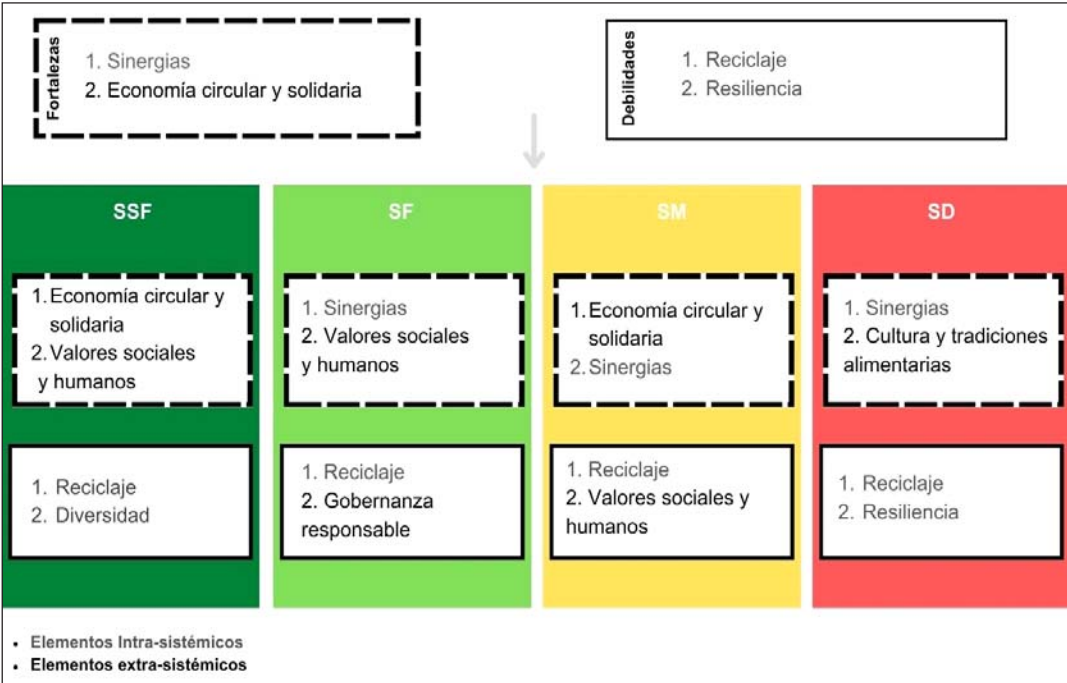 Fortalezas
1. Sinergias
2. Economía circular y solidaria
Debilidades
1. Reciclaje
2. Resiliencia
SSF
1. Economía circular y
solidaria
2. Valores sociales
y humanos
1. Reciclaje
2. Diversidad
SF
1. Sinergias
2. Valores sociales
y humanos
1. Reciclaje
2. Gobernanza
responsable
SM
1. Economía circular y
solidaria
2. Sinergias
1. Reciclaje
2. Valores sociales y
humanos
SD
1. Sinergias
2. Cultura y tradiciones
alimentarias
1. Reciclaje
2. Resiliencia
• Elementos Intra-sistémicos
• Elementos extra-sistémicos